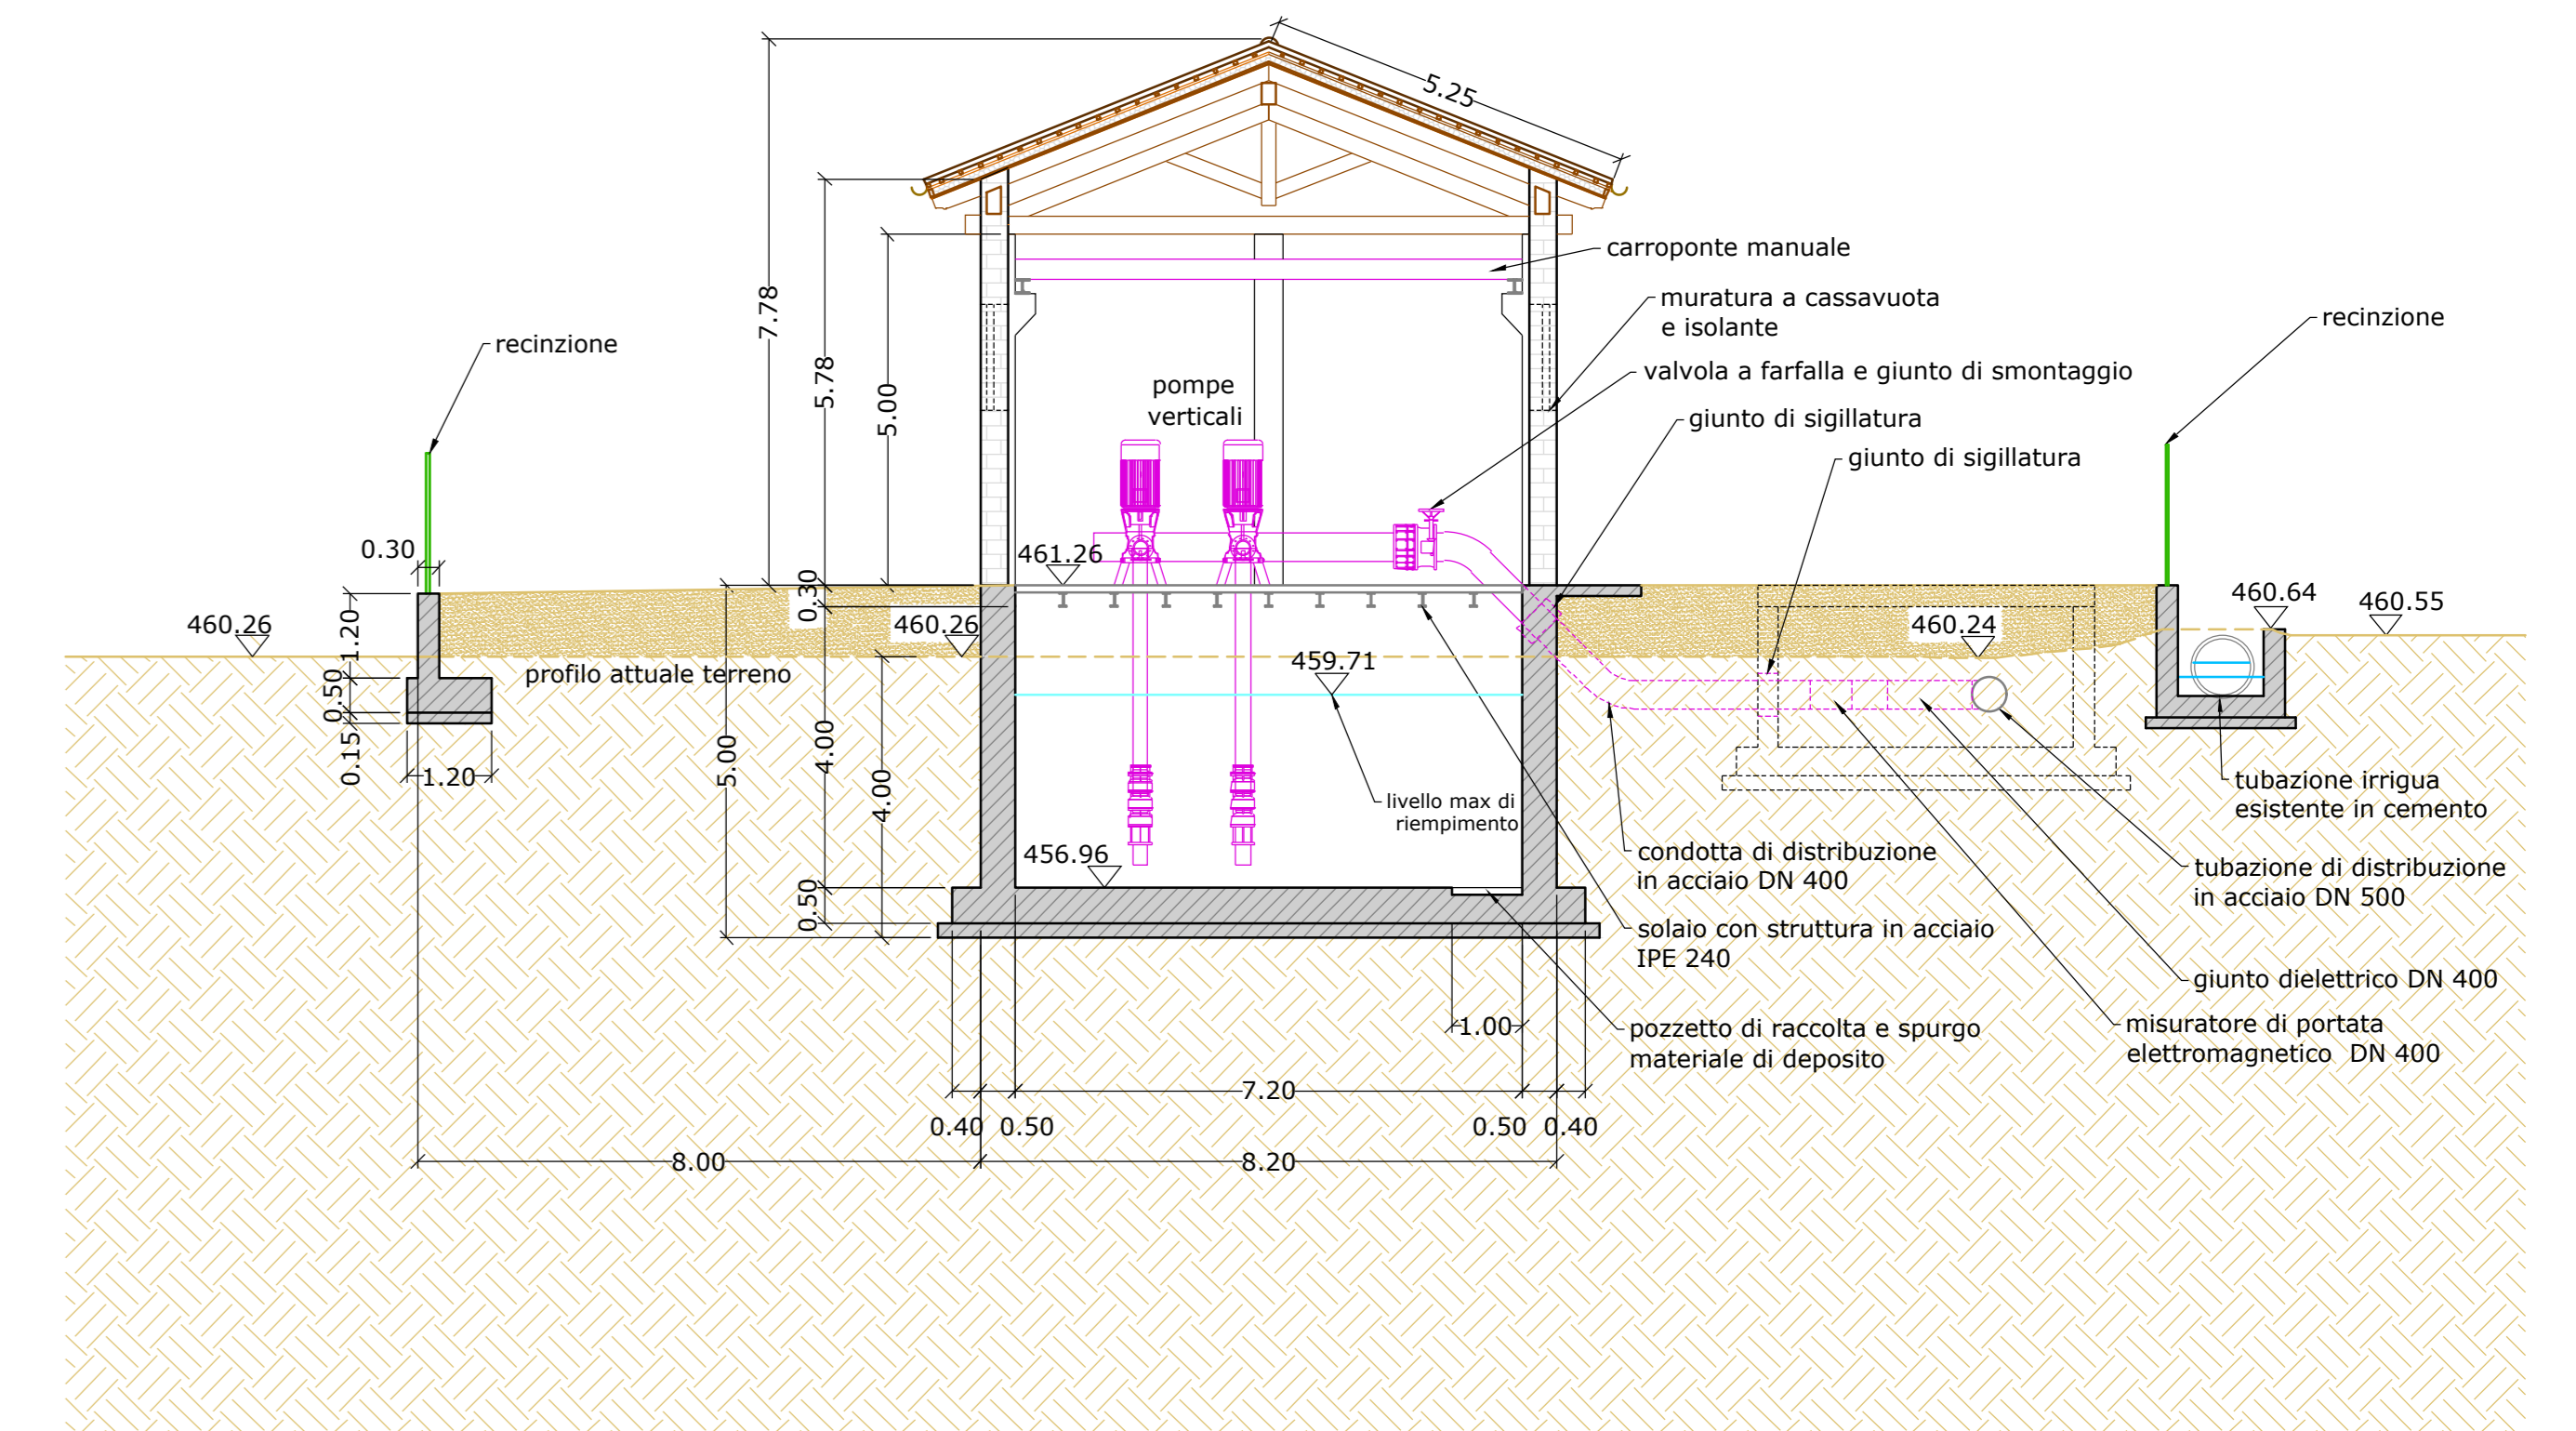 5.25
7.78
5.78
5.00
carroponte manuale
muratura a cassavuota
e isolante
recinzione
recinzione
valvola a farfalla e giunto di smontaggio
pompe
verticali
giunto di sigillatura
giunto di sigillatura
0.30
461.26
0.30
460.26
460.26
460.24
460.64
460.55
1.20
0.50
0.15
1.20
profilo attuale terreno
459.71
5.00
4.00
4.00
livello max di
riempimento
tubazione irrigua
esistente in cemento
456.96
0.50
condotta di distribuzione
in acciaio DN 400
tubazione di distribuzione
in acciaio DN 500
solaio con struttura in acciaio
IPE 240
giunto dielettrico DN 400
1.00
pozzetto di raccolta e spurgo
materiale di deposito
misuratore di portata
elettromagnetico DN 400
7.20
0.40 0.50
0.50 0.40
8.00
8.20